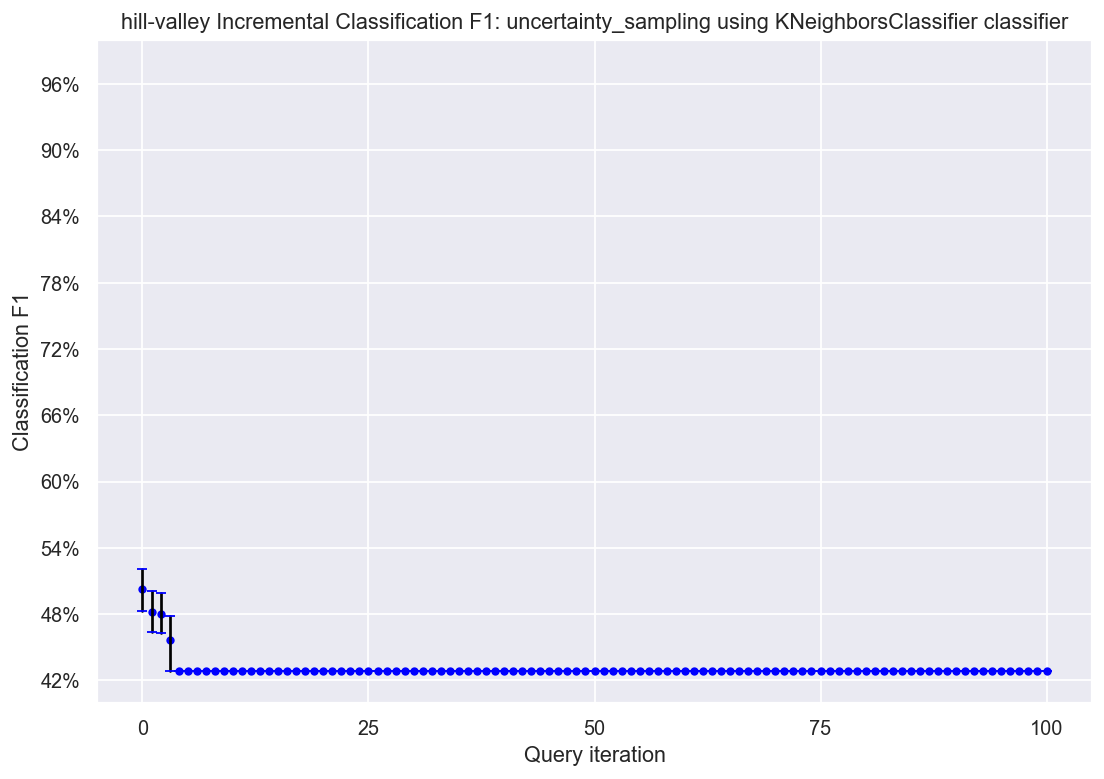 hill-valley Incremental Classification F1: uncertainty_sampling using KNeighborsClassifier classifier
96%
90%
84%
78%
72%
66%
60%
54%
48%
42%
Classification F1
0 25 50 75 100
Query iteration